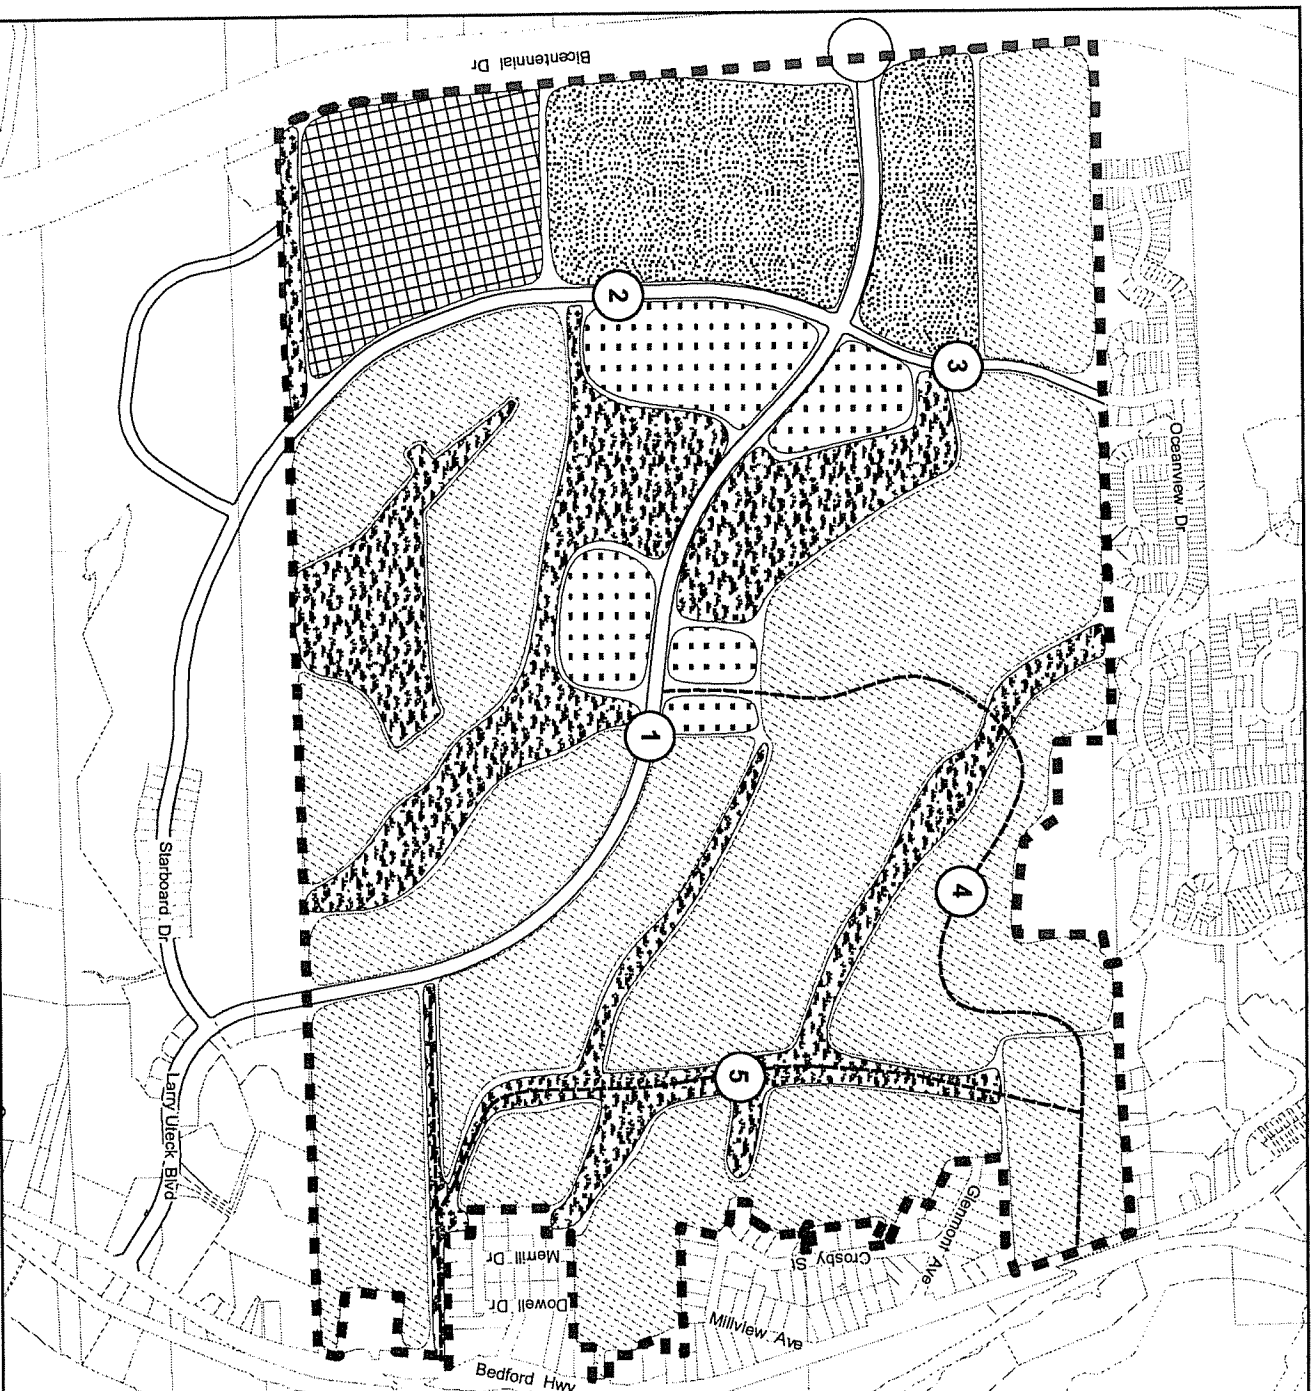 Bicentennial Dr
2
3
Oceanview Dr
1
4
Starboard Dr
5
Larry Uteck Blvd
Glenmont Ave
Crosby St
Merrill Dr
Dowell Dr
Millview Ave
Bedford Hwy